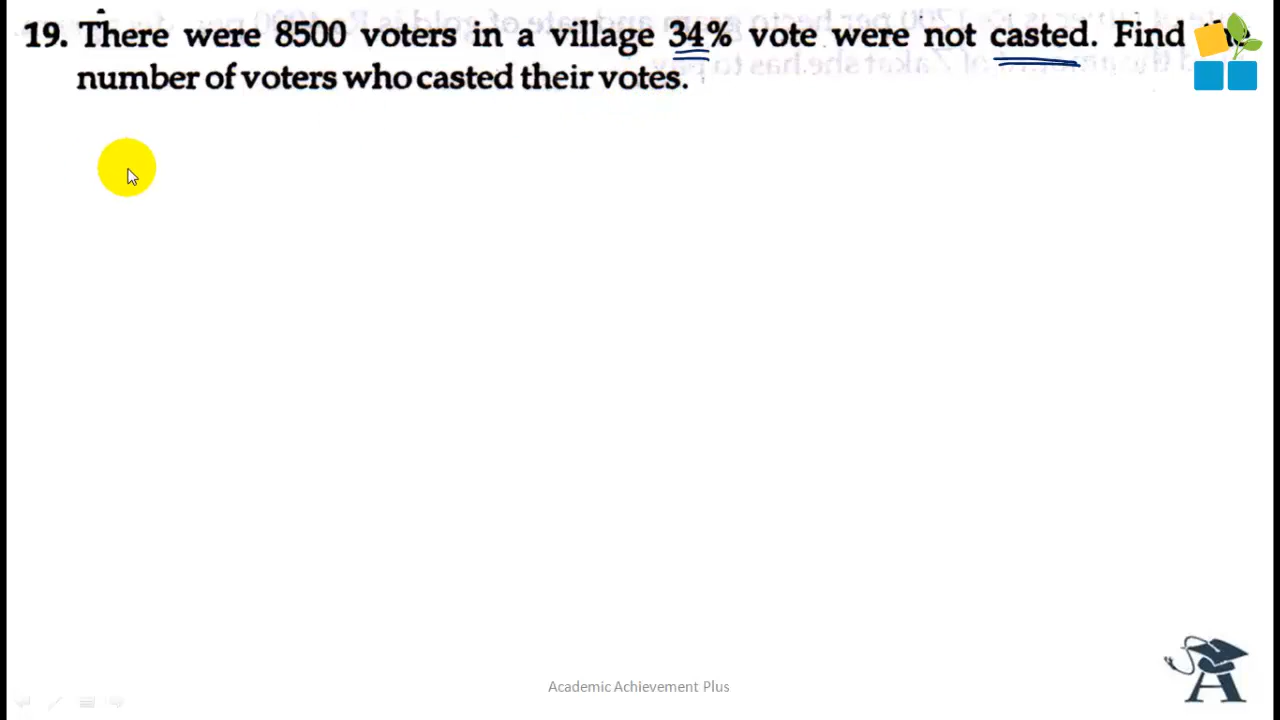 19. There were 8500 voters in a village 34% vote were not casted. Find the
number of voters who casted their votes.
Academic Achievement Plus